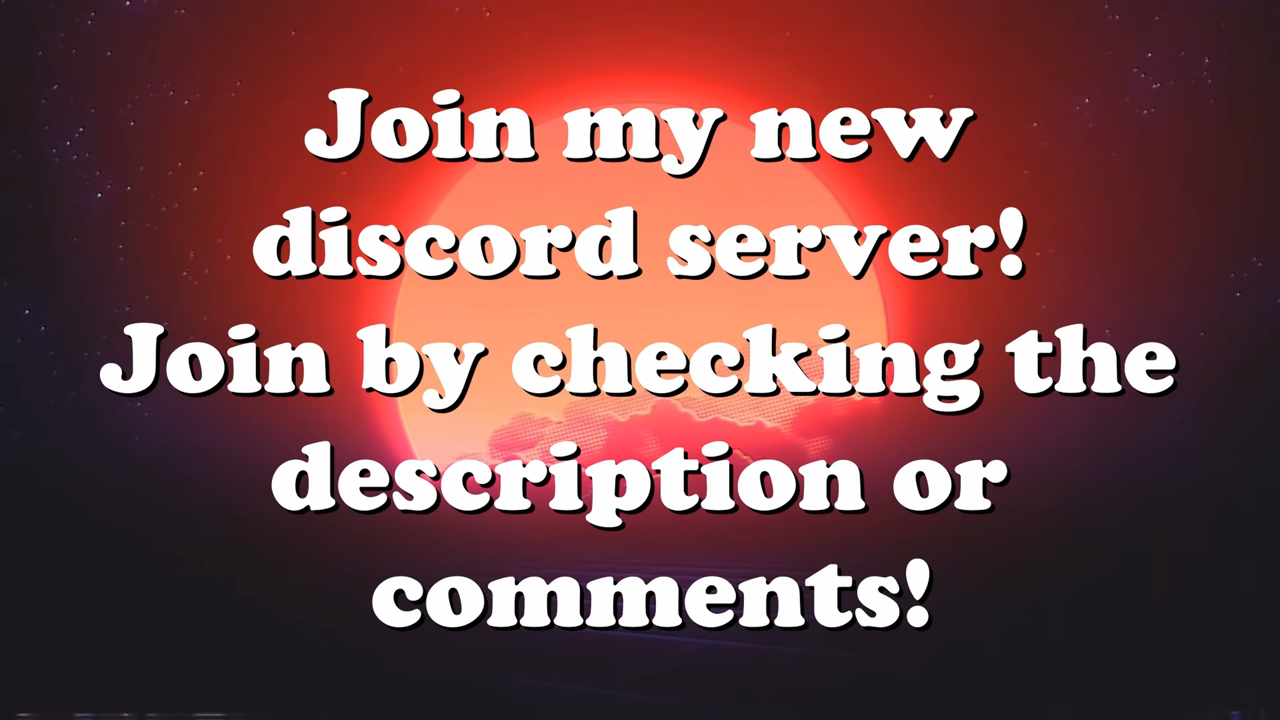 Join my new
discord server!
Join by checking the
description or
comments!